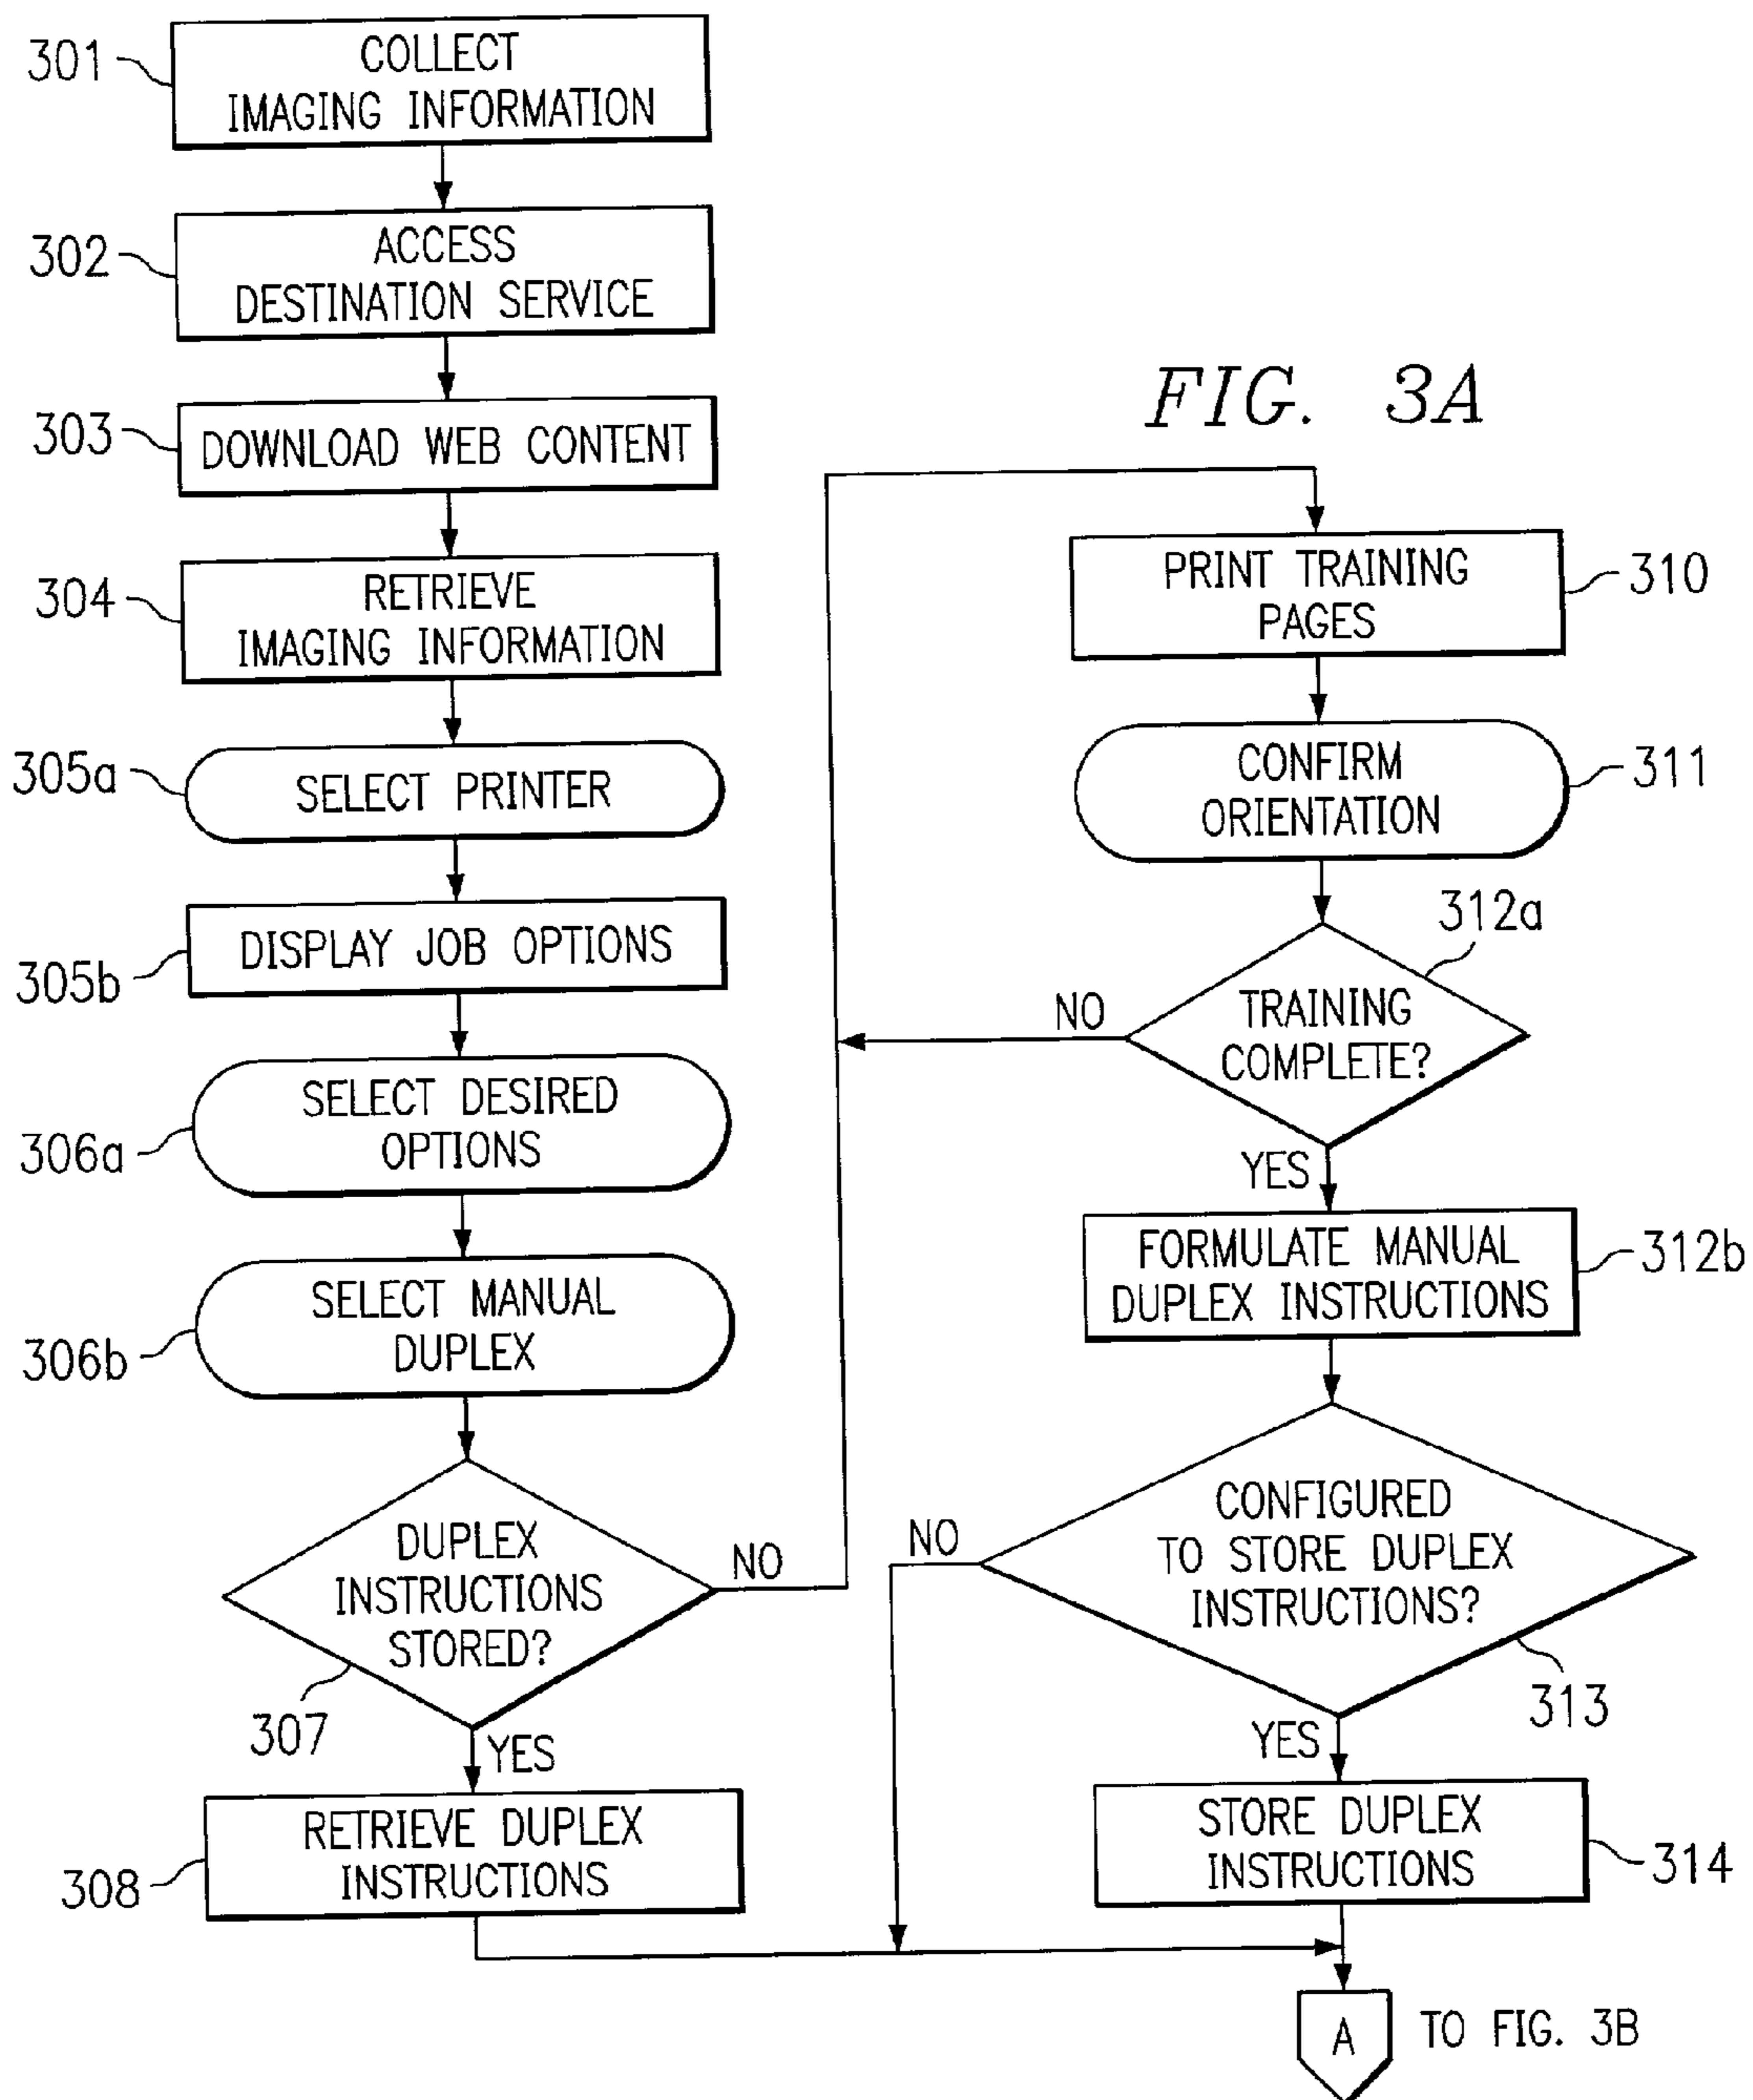 301
COLLECT
IMAGING INFORMATION
302
ACCESS
DESTINATION SERVICE
303
DOWNLOAD WEB CONTENT
304
RETRIEVE
IMAGING INFORMATION
305a
SELECT PRINTER
305b
DISPLAY JOB OPTIONS
306a
SELECT DESIRED
OPTIONS
306b
SELECT MANUAL
DUPLEX
DUPLEX
INSTRUCTIONS
STORED?
307
NO
YES
308
RETRIEVE DUPLEX
INSTRUCTIONS
FIG. 3A
PRINT TRAINING
PAGES
310
CONFIRM
ORIENTATION
311
312a
TRAINING
COMPLETE?
NO
YES
FORMULATE MANUAL
DUPLEX INSTRUCTIONS
312b
CONFIGURED
TO STORE DUPLEX
INSTRUCTIONS?
NO
313
YES
STORE DUPLEX
INSTRUCTIONS
314
A
TO FIG. 3B